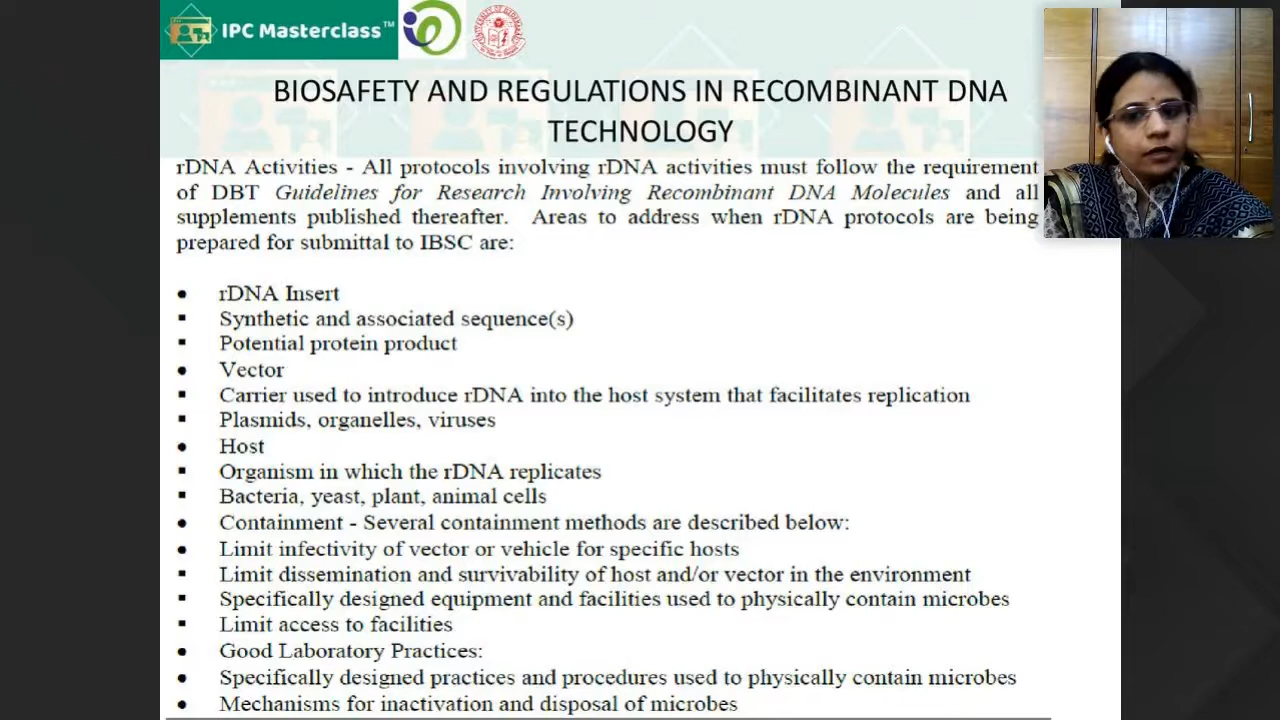 IPC Masterclass™
BIOSAFETY AND REGULATIONS IN RECOMBINANT DNA
TECHNOLOGY
rDNA Activities - All protocols involving rDNA activities must follow the requirement
of DBT Guidelines for Research Involving Recombinant DNA Molecules and all
supplements published thereafter. Areas to address when rDNA protocols are being
prepared for submittal to IBSC are:
• rDNA Insert
▪ Synthetic and associated sequence(s)
▪ Potential protein product
• Vector
▪ Carrier used to introduce rDNA into the host system that facilitates replication
▪ Plasmids, organelles, viruses
• Host
▪ Organism in which the rDNA replicates
▪ Bacteria, yeast, plant, animal cells
• Containment - Several containment methods are described below:
• Limit infectivity of vector or vehicle for specific hosts
▪ Limit dissemination and survivability of host and/or vector in the environment
▪ Specifically designed equipment and facilities used to physically contain microbes
▪ Limit access to facilities
• Good Laboratory Practices:
• Specifically designed practices and procedures used to physically contain microbes
• Mechanisms for inactivation and disposal of microbes